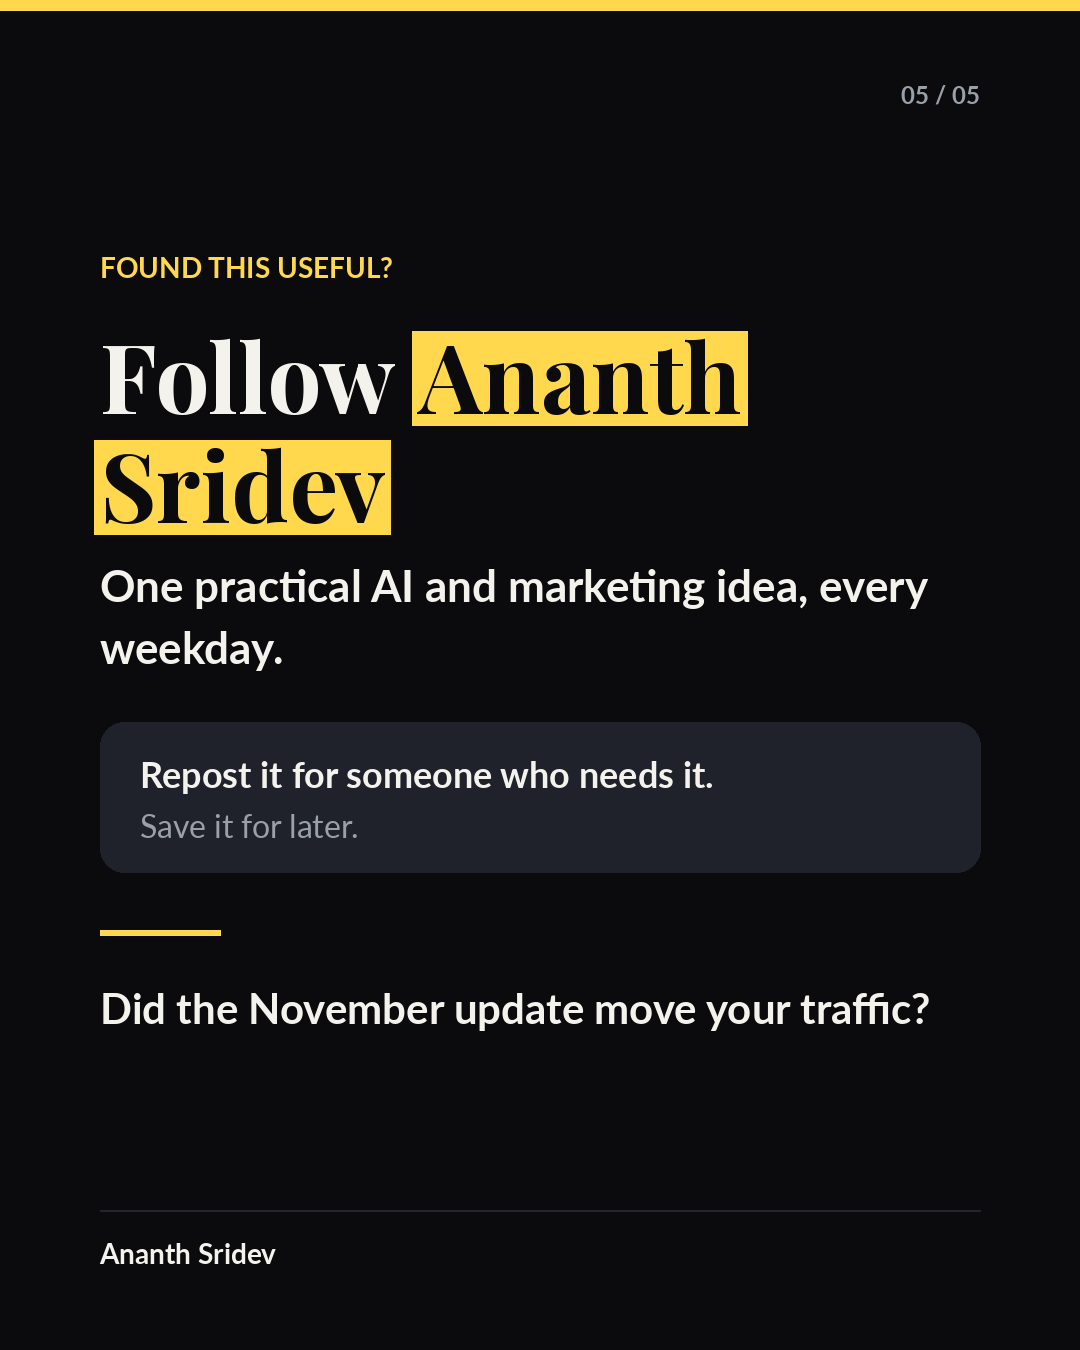 05 / 05
FOUND THIS USEFUL?
Follow Ananth
Sridev
One practical AI and marketing idea, every
weekday.
Repost it for someone who needs it.
Save it for later.
Did the November update move your traffic?
Ananth Sridev